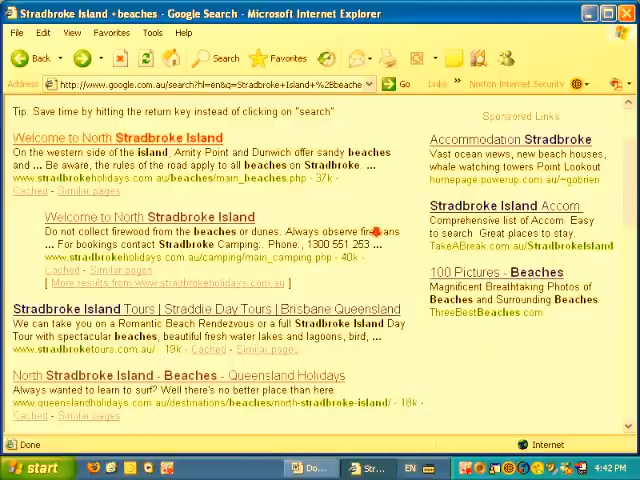 Stradbroke Island +beaches - Google Search - Microsoft Internet Explorer
File Edit View Favorites Tools Help
Back Search Favorites
Address http://www.google.com.au/search?hl=en&q=Stradbroke+Island+%2Bbeache Go Links » Norton Internet Security
Tip: Save time by hitting the return key instead of clicking on "search"
Sponsored Links
Welcome to North Stradbroke Island
On the western side of the island, Amity Point and Dunwich offer sandy beaches
and ... Be aware, the rules of the road apply to all beaches on Stradbroke. ...
www.stradbrokeholidays.com.au/beaches/main_beaches.php - 37k -
Cached - Similar pages
Welcome to North Stradbroke Island
Do not collect firewood from the beaches or dunes. Always observe fire bans
... For bookings contact Stradbroke Camping:. Phone:, 1300 551 253 ...
www.stradbrokeholidays.com.au/camping/main_camping.php - 40k -
Cached - Similar pages
[ More results from www.stradbrokeholidays.com.au ]
Stradbroke Island Tours | Straddie Day Tours | Brisbane Queensland
We can take you on a Romantic Beach Rendezvous or a full Stradbroke Island Day
Tour with spectacular beaches, beautiful fresh water lakes and lagoons, bird, ...
www.stradbroketours.com.au/ - 19k - Cached - Similar pages
North Stradbroke Island - Beaches - Queensland Holidays
Always wanted to learn to surf? Well there's no better place than here.
www.queenslandholidays.com.au/destinations/beaches/north-stradbroke-island/ - 18k -
Cached - Similar pages
Accommodation Stradbroke
Vast ocean views, new beach houses,
whale watching towers Point Lookout
homepage.powerup.com.au/~gobrien
Stradbroke Island Accom
Comprehensive list of Accom. Easy
to search. Great places to stay.
TakeABreak.com.au/StradbrokeIsland
100 Pictures - Beaches
Magnificent Breathtaking Photos of
Beaches and Surrounding Beaches.
ThreeBestBeaches.com
Done Internet
start Do... Str... EN 4:42 PM